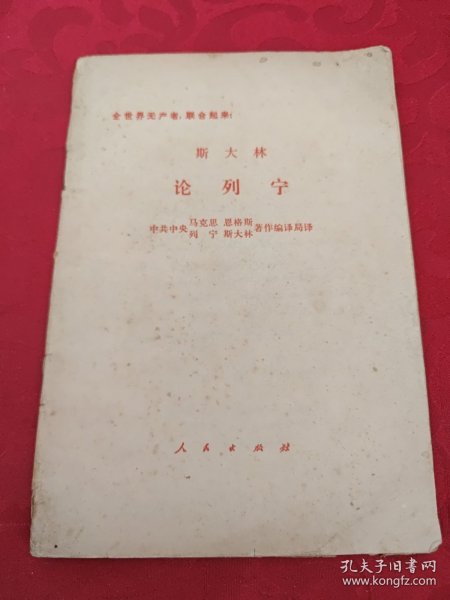 全世界无产者，联合起来！
斯大林
论列宁
中共中央马克思 恩格斯列宁 斯大林著作编译局译
人民出版社
孔夫子旧书网
www.kongfz.com